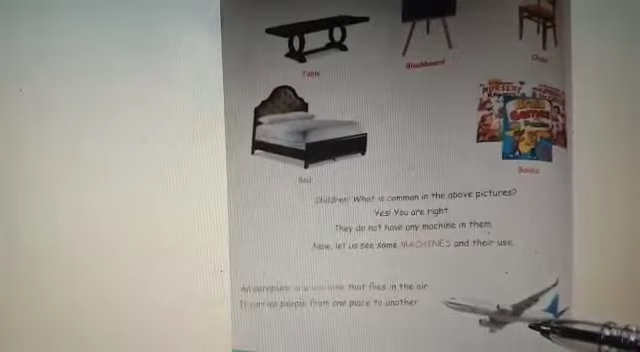 Table
Blackboard
Chair
NURSERY
Bed
Books
Children! What is common in the above pictures?
Yes! You are right.
They do not have any machine in them.
Now, let us see some MACHINES and their use.
An aeroplane is a machine that flies in the air.
It carries people from one place to another.